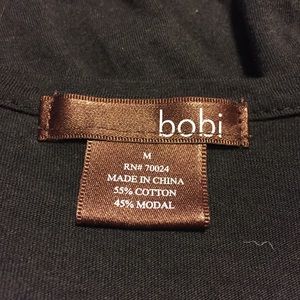 bobi
M
RN# 70024
MADE IN CHINA
55% COTTON
45% MODAL